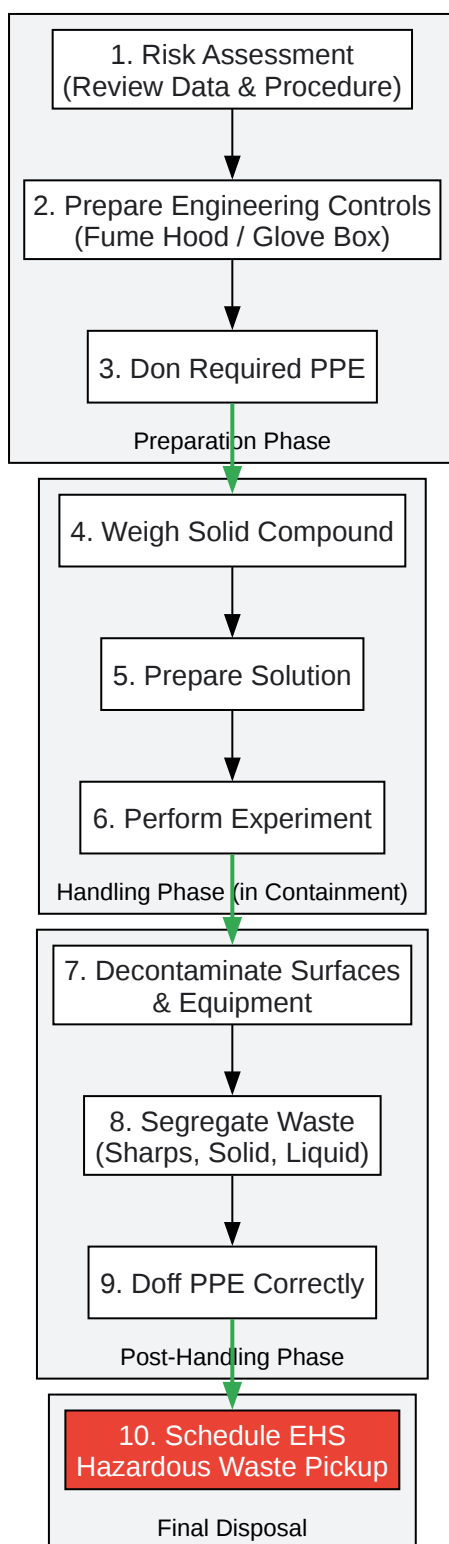 1. Risk Assessment
(Review Data & Procedure)
2. Prepare Engineering Controls
(Fume Hood / Glove Box)
3. Don Required PPE
Preparation Phase
4. Weigh Solid Compound
5. Prepare Solution
6. Perform Experiment
Handling Phase (in Containment)
7. Decontaminate Surfaces
& Equipment
8. Segregate Waste
(Sharps, Solid, Liquid)
9. Doff PPE Correctly
Post-Handling Phase
10. Schedule EHS
Hazardous Waste Pickup
Final Disposal